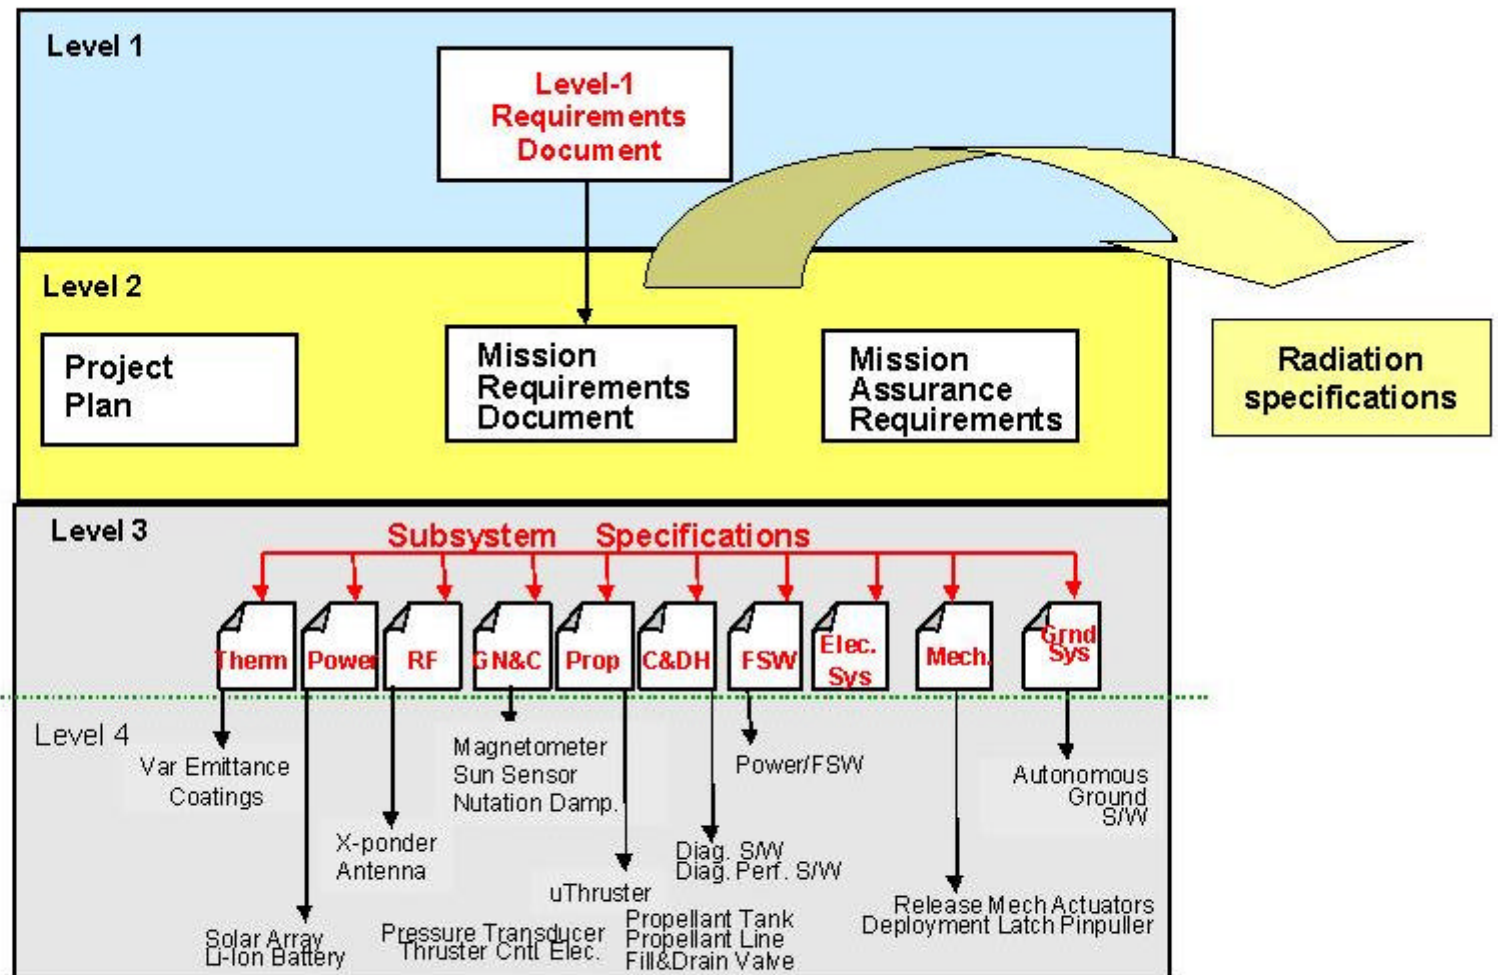 Level 1
Level-1
Requirements
Document
Level 2
Project
Plan
Mission
Requirements
Document
Mission
Assurance
Requirements
Radiation
specifications
Level 3
Subsystem Specifications
Therm
Power
RF
GN&C
Prop
C&DH
FSW
Elec.
Sys
Mech.
Grnd
Sys
Level 4
Var Emittance
Coatings
Solar Array
Li-Ion Battery
X-ponder
Antenna
Magnetometer
Sun Sensor
Nutation Damp.
uThruster
Pressure Transducer
Thruster Cntl Elec.
Propellant Tank
Propellant Line
Fill&Drain Valve
Diag. S/W
Diag. Perf. S/W
Power/FSW
Release Mech Actuators
Deployment Latch Pinpuller
Autonomous
Ground
S/W